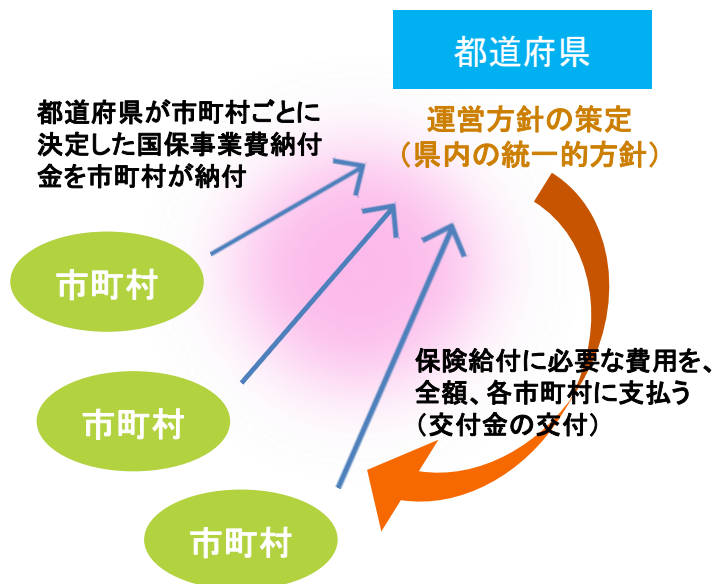 都道府県
運営方針の策定
（県内の統一的方針）
都道府県が市町村ごとに
決定した国保事業費納付
金を市町村が納付
市町村
市町村
市町村
保険給付に必要な費用を、
全額、各市町村に支払う
（交付金の交付）